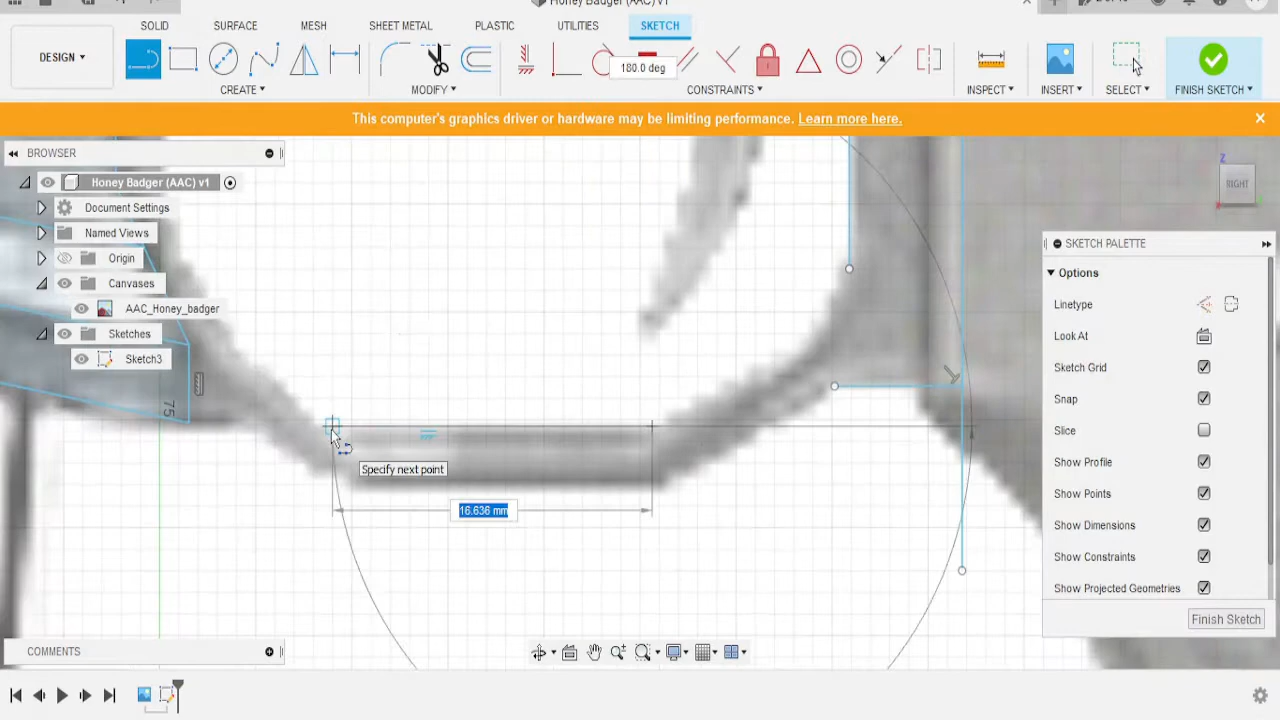 Honey Badger (AAC) v1
SOLID SURFACE MESH SHEET METAL PLASTIC UTILITIES SKETCH
DESIGN
180.0 deg
CREATE MODIFY CONSTRAINTS INSPECT INSERT SELECT FINISH SKETCH
This computer's graphics driver or hardware may be limiting performance. Learn more here.
BROWSER
Honey Badger (AAC) v1
Document Settings
Named Views
Origin
Canvases
AAC_Honey_badger
Sketches
Sketch3
75
Z
RIGHT
SKETCH PALETTE
Options
Linetype
Look At
Sketch Grid
Snap
Slice
Show Profile
Show Points
Show Dimensions
Show Constraints
Show Projected Geometries
Finish Sketch
Specify next point
16.636 mm
COMMENTS